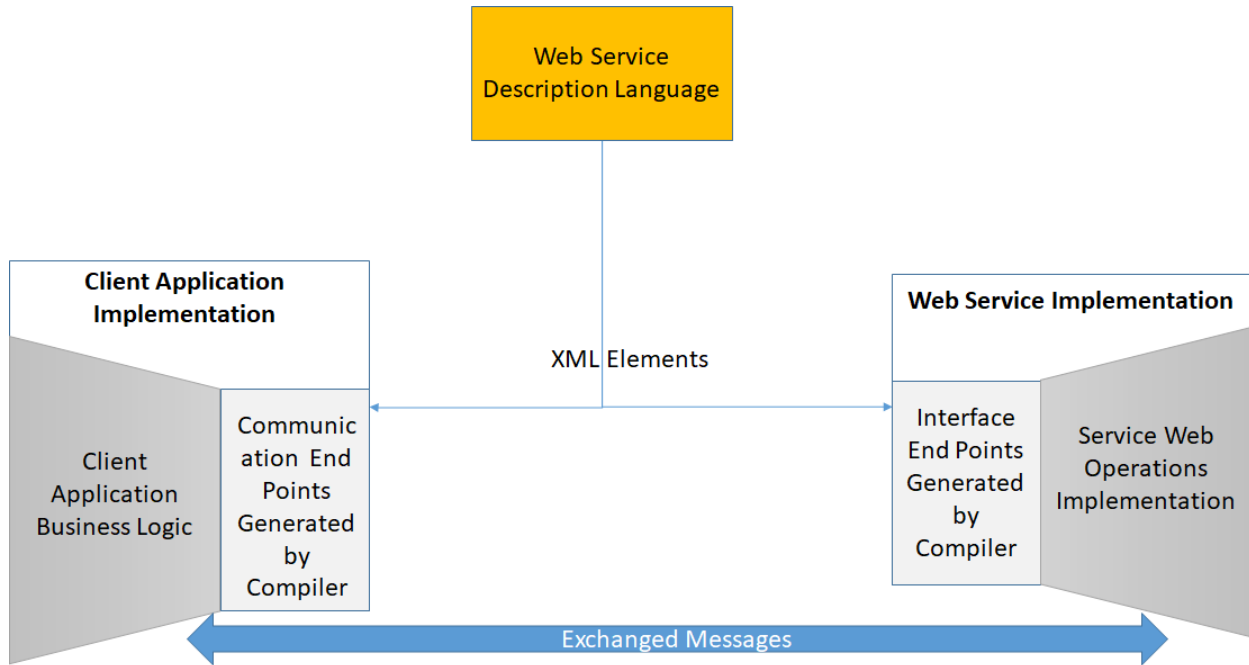 Web Service
Description Language
Client Application
Implementation
Web Service Implementation
XML Elements
Client
Application
Business Logic
Communic
ation End
Points
Generated
by
Compiler
Interface
End Points
Generated
by
Compiler
Service Web
Operations
Implementation
Exchanged Messages